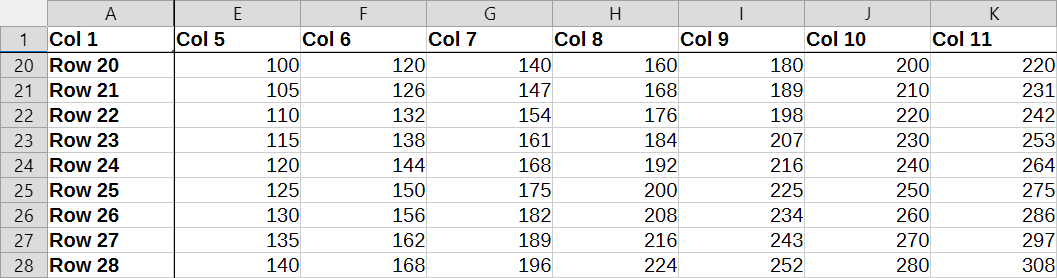 A E F G H I J K
1 Col 1 Col 5 Col 6 Col 7 Col 8 Col 9 Col 10 Col 11
20 Row 20 100 120 140 160 180 200 220
21 Row 21 105 126 147 168 189 210 231
22 Row 22 110 132 154 176 198 220 242
23 Row 23 115 138 161 184 207 230 253
24 Row 24 120 144 168 192 216 240 264
25 Row 25 125 150 175 200 225 250 275
26 Row 26 130 156 182 208 234 260 286
27 Row 27 135 162 189 216 243 270 297
28 Row 28 140 168 196 224 252 280 308